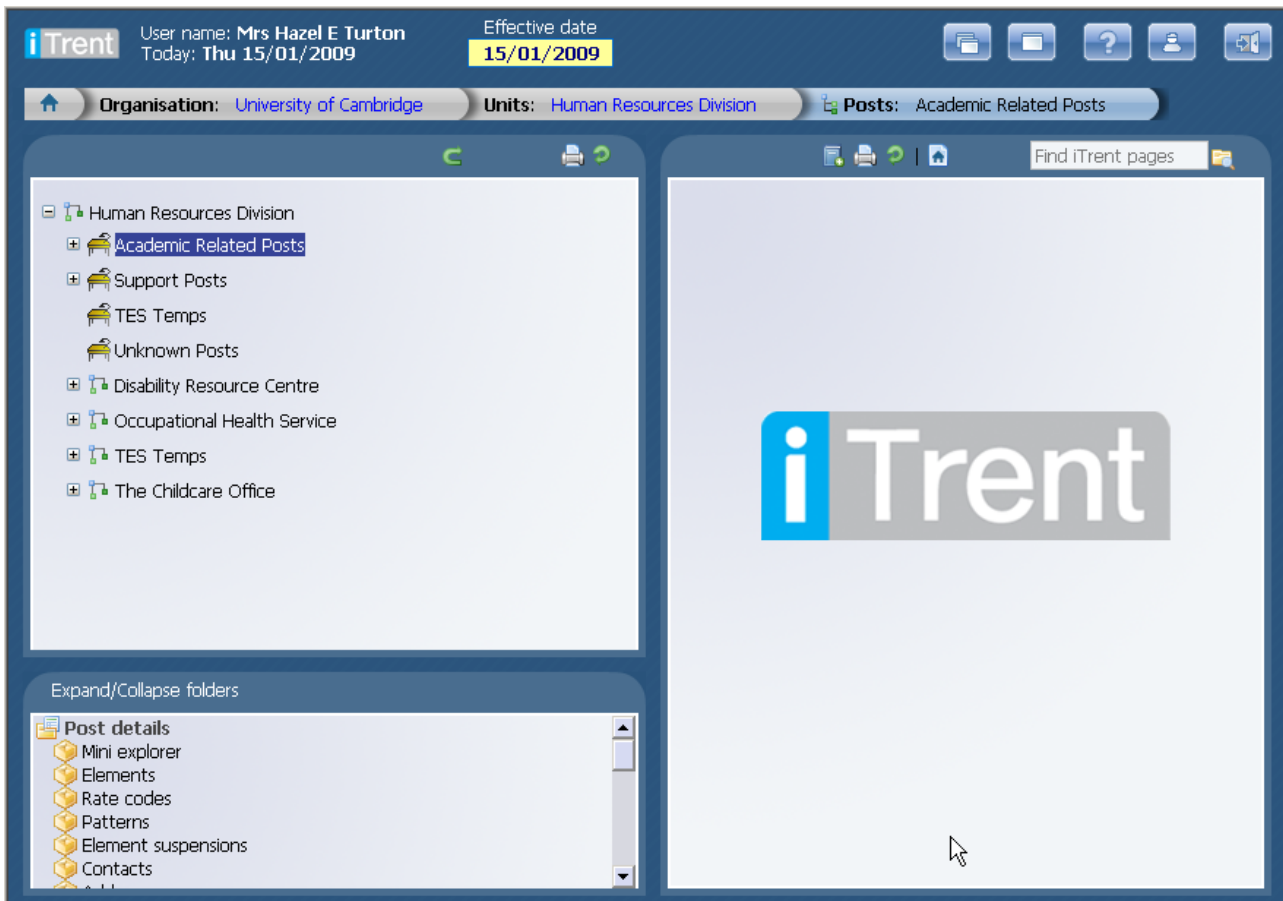 iTrent
User name: Mrs Hazel E Turton
Today: Thu 15/01/2009
Effective date
15/01/2009
Organisation: University of Cambridge
Units: Human Resources Division
Posts: Academic Related Posts
Find iTrent pages
Human Resources Division
Academic Related Posts
Support Posts
TES Temps
Unknown Posts
Disability Resource Centre
Occupational Health Service
TES Temps
The Childcare Office
iTrent
Expand/Collapse folders
Post details
Mini explorer
Elements
Rate codes
Patterns
Element suspensions
Contacts